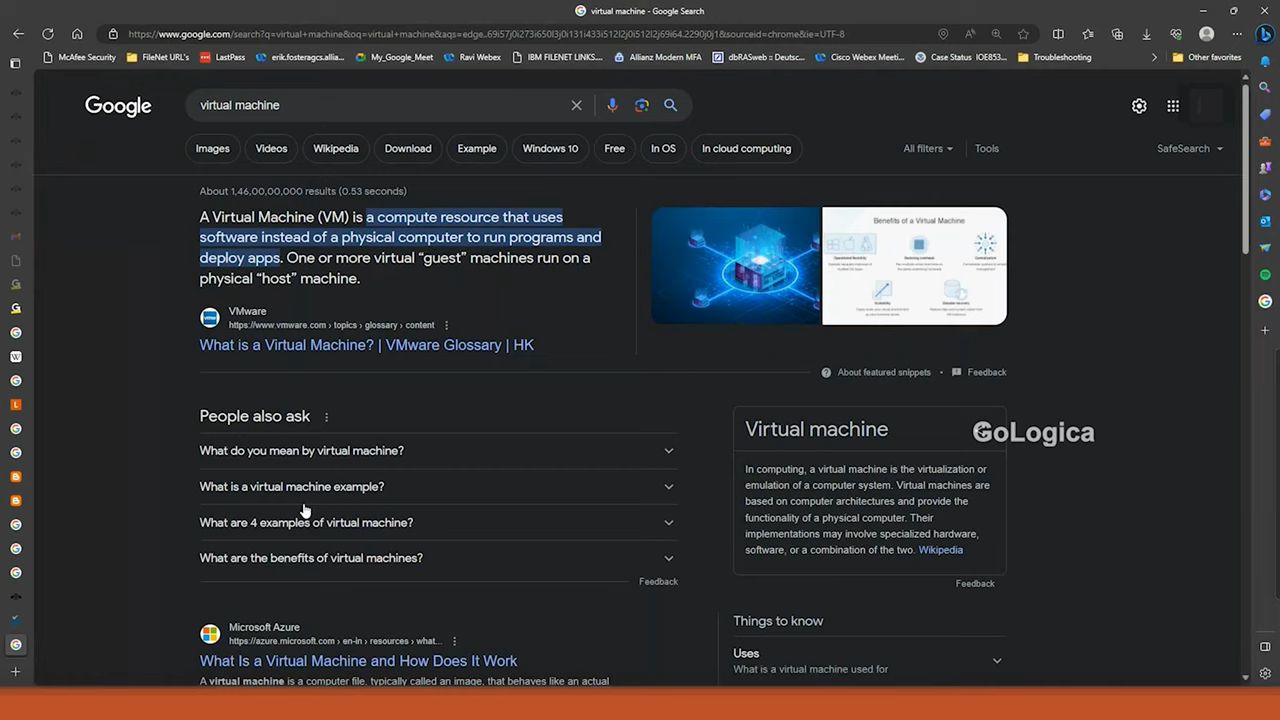 virtual machine - Google Search
https://www.google.com/search?q=virtual+machine&oq=virtual+machine&aqs=edge..69i57j0i273i650l3j0i131i433i512l2j0i512l2j69i64.2290j0j1&sourceid=chrome&ie=UTF-8
McAfee Security
FileNet URL's
LastPass
erik.fosteragcs.allia...
My_Google_Meet
Ravi Webex
IBM FILENET LINKS....
Allianz Modern MFA
dbRASweb :: Deutsc...
Cisco Webex Meeti...
Case Status IOE853...
Troubleshooting
Other favorites
Google
virtual machine
Images
Videos
Wikipedia
Download
Example
Windows 10
Free
In OS
In cloud computing
All filters
Tools
SafeSearch
About 1,46,00,00,000 results (0.53 seconds)
A Virtual Machine (VM) is a compute resource that uses
software instead of a physical computer to run programs and
deploy apps. One or more virtual “guest” machines run on a
physical “host” machine.
Benefits of a Virtual Machine
VMware
https://www.vmware.com › topics › glossary › content
What is a Virtual Machine? | VMware Glossary | HK
About featured snippets • Feedback
People also ask
What do you mean by virtual machine?
What is a virtual machine example?
What are 4 examples of virtual machine?
What are the benefits of virtual machines?
Feedback
Virtual machine
GoLogica
In computing, a virtual machine is the virtualization or
emulation of a computer system. Virtual machines are
based on computer architectures and provide the
functionality of a physical computer. Their
implementations may involve specialized hardware,
software, or a combination of the two. Wikipedia
Feedback
Microsoft Azure
https://azure.microsoft.com › en-in › resources › what...
What Is a Virtual Machine and How Does It Work
A virtual machine is a computer file, typically called an image, that behaves like an actual
Things to know
Uses
What is a virtual machine used for